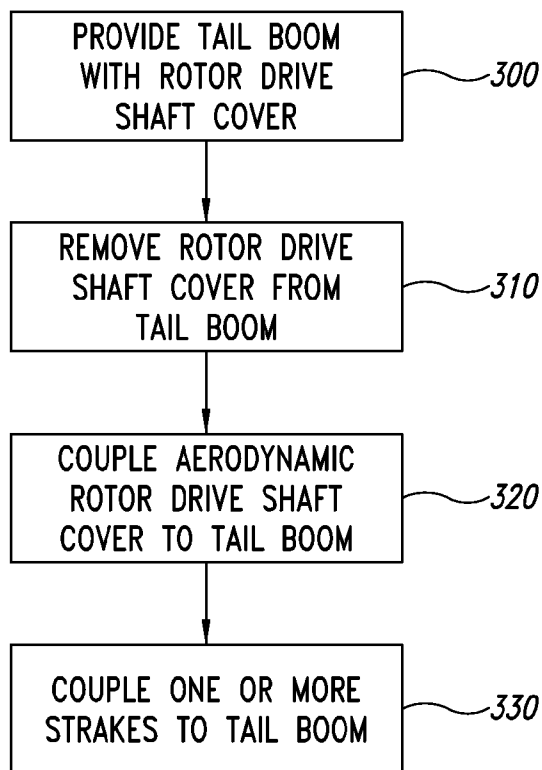 PROVIDE TAIL BOOM
WITH ROTOR DRIVE
SHAFT COVER
300
REMOVE ROTOR DRIVE
SHAFT COVER FROM
TAIL BOOM
310
COUPLE AERODYNAMIC
ROTOR DRIVE SHAFT
COVER TO TAIL BOOM
320
COUPLE ONE OR MORE
STRAKES TO TAIL BOOM
330